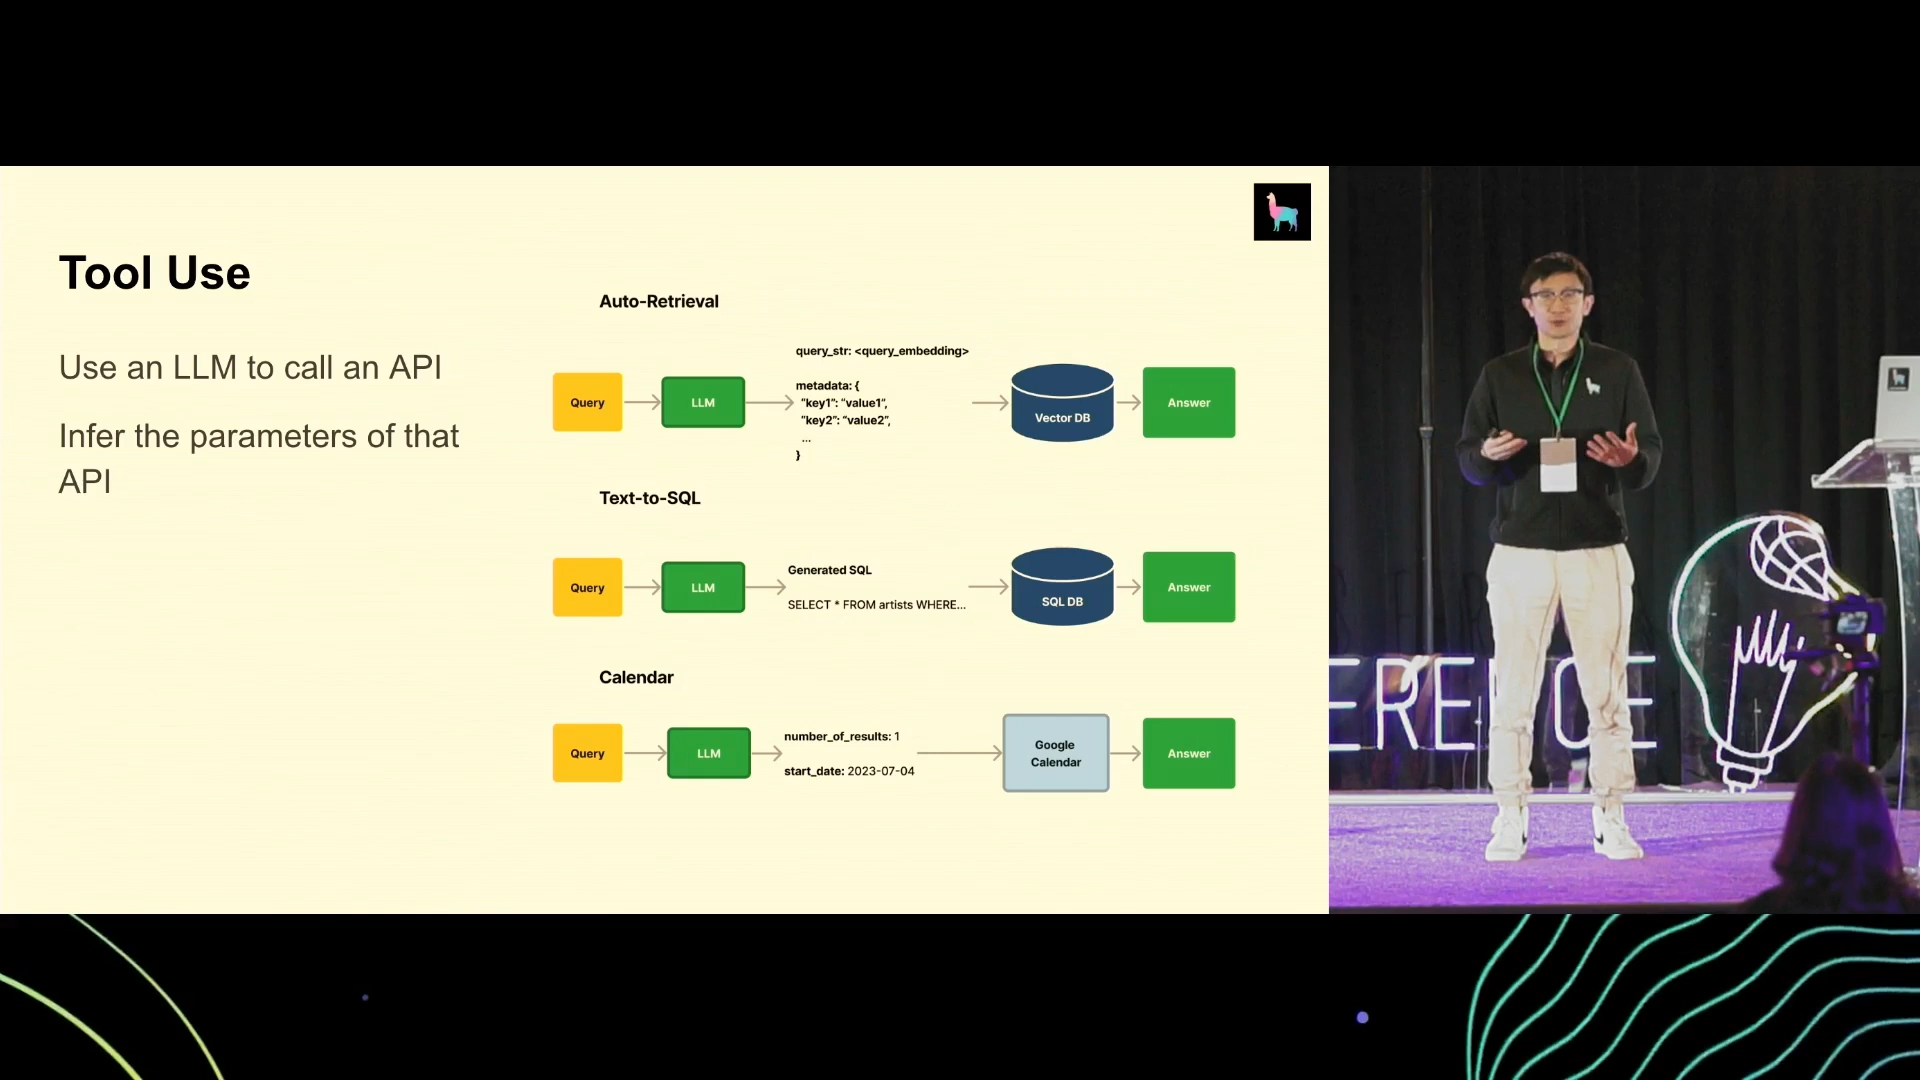 Tool Use
Use an LLM to call an API
Infer the parameters of that
API
Auto-Retrieval
Query
LLM
query_str: <query_embedding>
metadata: {
"key1": "value1",
"key2": "value2",
...
}
Vector DB
Answer
Text-to-SQL
Query
LLM
Generated SQL
SELECT * FROM artists WHERE...
SQL DB
Answer
Calendar
Query
LLM
number_of_results: 1
start_date: 2023-07-04
Google
Calendar
Answer
ERENCE